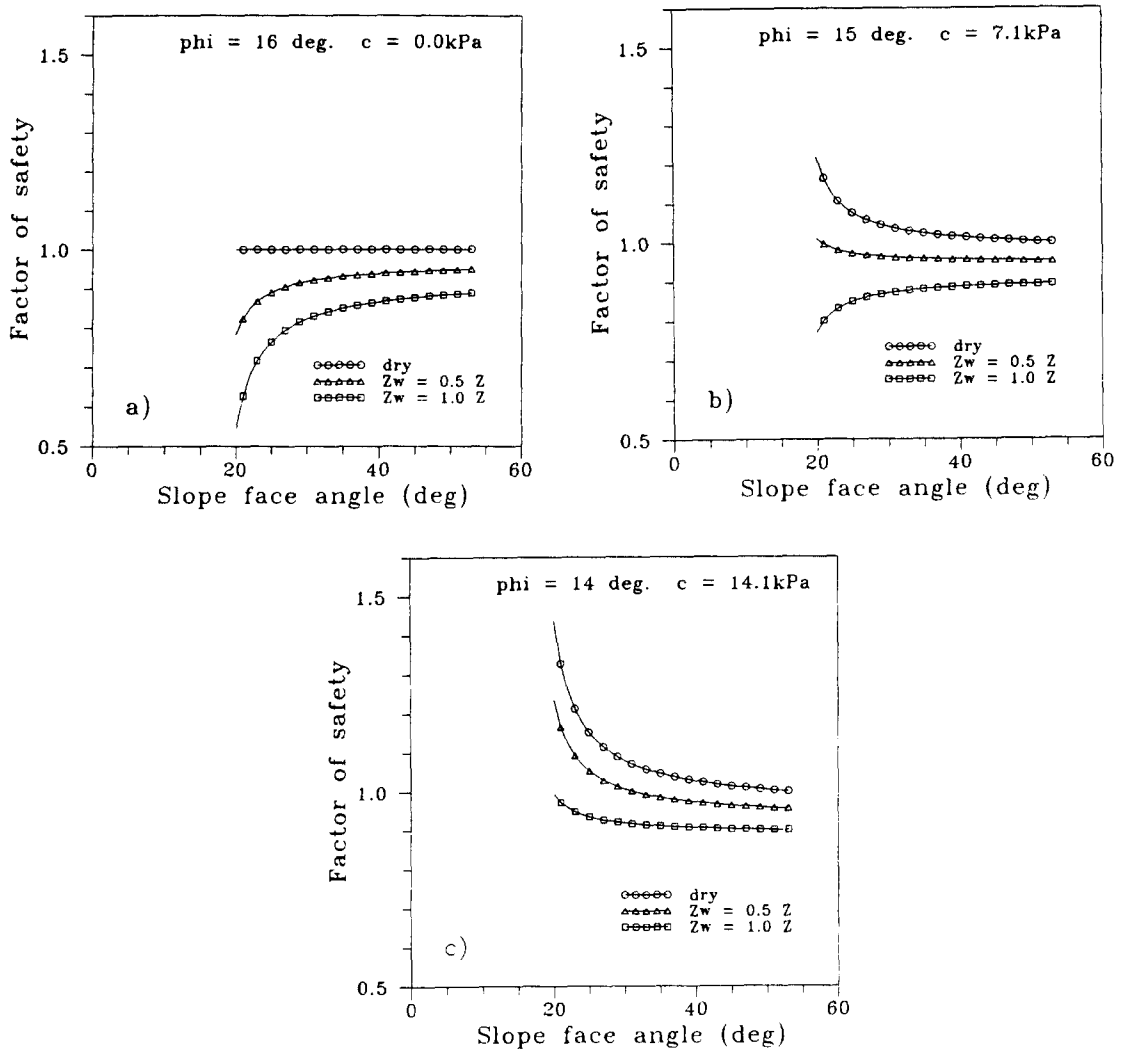 phi = 16 deg. c = 0.0kPa
1.5
1.0
0.5
Factor of safety
dry
Zw = 0.5 Z
Zw = 1.0 Z
a)
0 20 40 60
Slope face angle (deg)
phi = 15 deg. c = 7.1kPa
1.5
1.0
0.5
Factor of safety
dry
Zw = 0.5 Z
Zw = 1.0 Z
b)
0 20 40 60
Slope face angle (deg)
phi = 14 deg. c = 14.1kPa
1.5
1.0
0.5
Factor of safety
dry
Zw = 0.5 Z
Zw = 1.0 Z
c)
0 20 40 60
Slope face angle (deg)